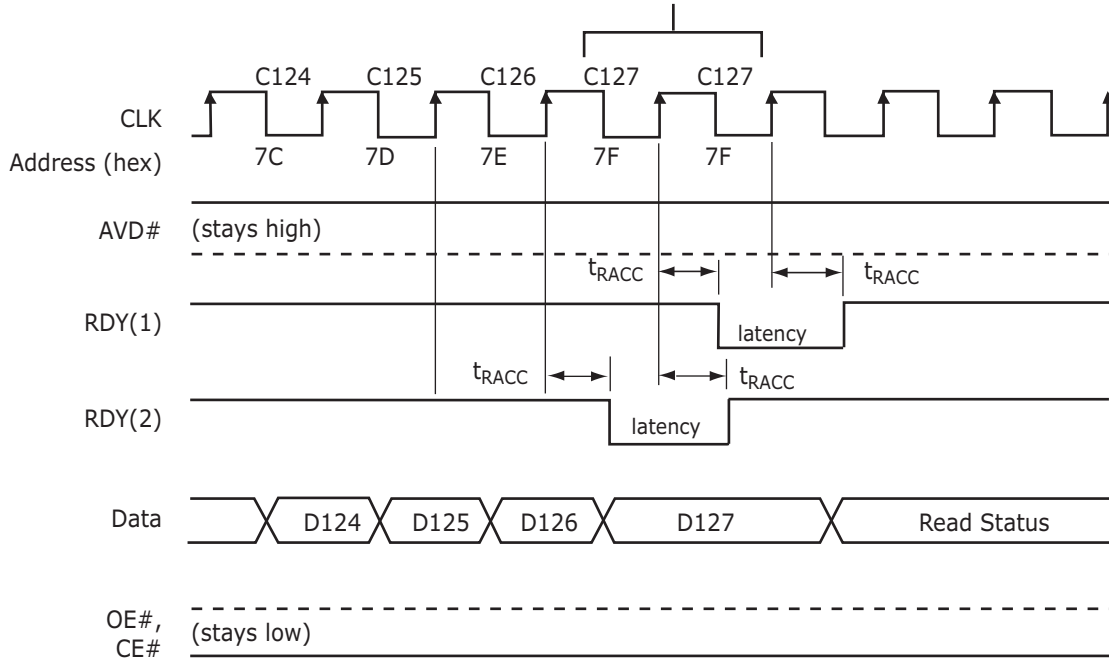 C124 C125 C126 C127 C127
CLK
Address (hex) 7C 7D 7E 7F 7F
AVD# (stays high)
tRACC tRACC
RDY(1) latency
tRACC tRACC
RDY(2) latency
Data D124 D125 D126 D127 Read Status
OE#,
CE# (stays low)